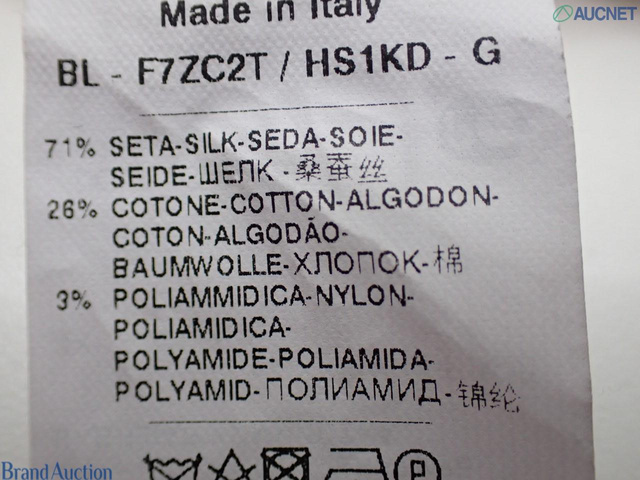 Made in Italy
AUCNET
BL - F7ZC2T / HS1KD - G
71% SETA-SILK-SEDA-SOIE-
SEIDE-ШЕЛК-桑蚕丝
26% COTONE-COTTON-ALGODON-
COTON-ALGODÃO-
BAUMWOLLE-ХЛОПОК-棉
3% POLIAMMIDICA-NYLON-
POLIAMIDICA-
POLYAMIDE-POLIAMIDA-
POLYAMID-ПОЛИАМИД-锦纶
P
Brand Auction